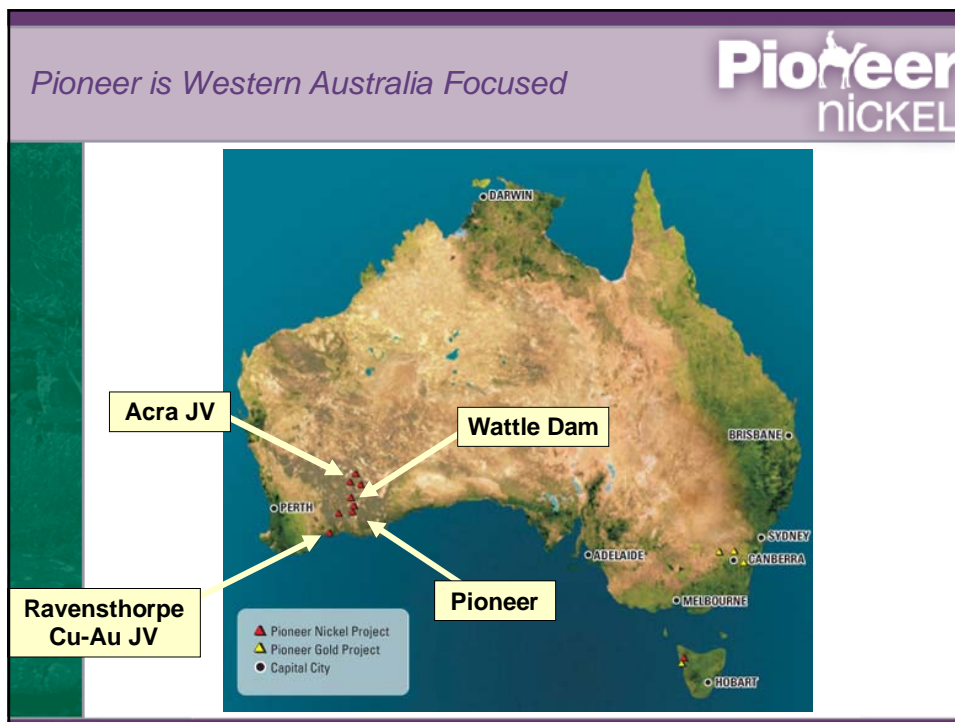 Pioneer is Western Australia Focused
Pioneer
niCKEL
DARWIN
Acra JV
Wattle Dam
BRISBANE
PERTH
SYDNEY
ADELAIDE
CANBERRA
Ravensthorpe
Cu-Au JV
Pioneer
MELBOURNE
Pioneer Nickel Project
Pioneer Gold Project
Capital City
HOBART